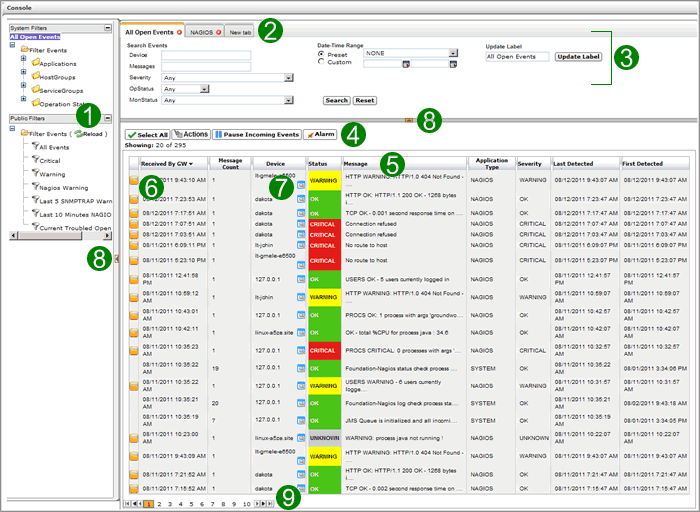 Console
System Filters
All Open Events
Filter Events
Applications
HostGroups
ServiceGroups
Operation Stat
1
Public Filters
Filter Events ( Reload )
All Events
Critical
Warning
Nagios Warning
Last 5 SNMPTRAP Warn
Last 10 Minutes NAGIO
Current Troubled Open
8
All Open Events NAGIOS New tab 2
Search Events Date-Time Range Update Label
Device Preset NONE All Open Events Update Label 3
Messages Custom
Severity Any
OpStatus Any
MonStatus Any Search Reset
8
Select All Actions Pause Incoming Events Alarm 4
Showing: 20 of 295
5
Received By GW Message Count Device Status Message Application Type Severity Last Detected First Detected
6 7
08/12/2011 9:43:10 AM 1 lt-gmele-e6500 WARNING HTTP WARNING: HTTP/1.0 404 Not Found - ... NAGIOS WARNING 08/12/2011 9:43:07 AM 08/12/2011 9:43:07 AM
08/12/2011 7:23:53 AM 1 dakota OK HTTP OK: HTTP/1.1 200 OK - 1268 bytes i... NAGIOS OK 08/12/2011 7:23:47 AM 08/12/2011 7:23:47 AM
08/12/2011 7:17:51 AM 1 dakota OK TCP OK - 0.001 second response time on ... NAGIOS OK 08/12/2011 7:17:47 AM 08/12/2011 7:17:47 AM
08/12/2011 7:07:51 AM 1 dakota CRITICAL Connection refused NAGIOS CRITICAL 08/12/2011 7:07:47 AM 08/12/2011 7:07:47 AM
08/12/2011 7:03:51 AM 1 dakota CRITICAL Connection refused NAGIOS CRITICAL 08/12/2011 7:03:47 AM 08/12/2011 7:03:47 AM
08/11/2011 6:09:11 PM 1 lt-johin CRITICAL No route to host NAGIOS CRITICAL 08/11/2011 6:09:07 PM 08/11/2011 6:09:07 PM
08/11/2011 5:23:10 PM 1 lt-gmele-e6500 CRITICAL No route to host NAGIOS CRITICAL 08/11/2011 5:23:07 PM 08/11/2011 5:23:07 PM
08/11/2011 12:41:58 PM 1 127.0.0.1 OK USERS OK - 5 users currently logged in NAGIOS OK 08/11/2011 12:41:57 PM 08/11/2011 12:41:57 PM
08/11/2011 10:59:12 AM 1 lt-johin WARNING HTTP WARNING: HTTP/1.0 404 Not Found - ... NAGIOS WARNING 08/11/2011 10:59:07 AM 08/11/2011 10:59:07 AM
08/11/2011 10:43:01 AM 1 127.0.0.1 OK PROCS OK: 1 process with args 'groundwo... NAGIOS OK 08/11/2011 10:42:57 AM 08/11/2011 10:42:57 AM
08/11/2011 10:42:11 AM 1 linux-a5ze.site OK OK - total %CPU for process java : 34.6 NAGIOS OK 08/11/2011 10:42:07 AM 08/11/2011 10:42:07 AM
08/11/2011 10:35:23 AM 1 127.0.0.1 CRITICAL PROCS CRITICAL: 0 processes with args '... NAGIOS CRITICAL 08/11/2011 10:32:57 AM 08/11/2011 10:32:57 AM
08/11/2011 10:35:22 AM 19 127.0.0.1 OK Foundation-Nagios status check process ... SYSTEM OK 08/11/2011 10:35:22 AM 08/01/2011 3:34:06 PM
08/11/2011 10:35:22 AM 1 127.0.0.1 WARNING USERS WARNING - 6 users currently logge... NAGIOS WARNING 08/11/2011 10:31:57 AM 08/11/2011 10:31:57 AM
08/11/2011 10:35:21 AM 20 127.0.0.1 OK Foundation-Nagios log check process sta... SYSTEM OK 08/11/2011 10:35:21 AM 08/02/2011 9:43:18 AM
08/11/2011 10:35:19 AM 7 127.0.0.1 OK JMS Queue is initialized and all incomi... SYSTEM OK 08/11/2011 10:35:19 AM 08/01/2011 3:34:05 PM
08/11/2011 10:23:00 AM 1 linux-a5ze.site UNKNOWN WARNING: process java not running ! NAGIOS UNKNOWN 08/11/2011 10:22:07 AM 08/11/2011 10:22:07 AM
08/11/2011 9:43:09 AM 1 lt-gmele-e6500 WARNING HTTP WARNING: HTTP/1.0 404 Not Found - ... NAGIOS WARNING 08/11/2011 9:43:07 AM 08/11/2011 9:43:07 AM
08/11/2011 7:21:52 AM 1 dakota OK HTTP OK: HTTP/1.1 200 OK - 1268 bytes i... NAGIOS OK 08/11/2011 7:21:47 AM 08/11/2011 7:21:47 AM
08/11/2011 7:15:52 AM 1 dakota OK TCP OK - 0.002 second response time on ... NAGIOS OK 08/11/2011 7:15:47 AM 08/11/2011 7:15:47 AM
1 2 3 4 5 6 7 8 9 10 9